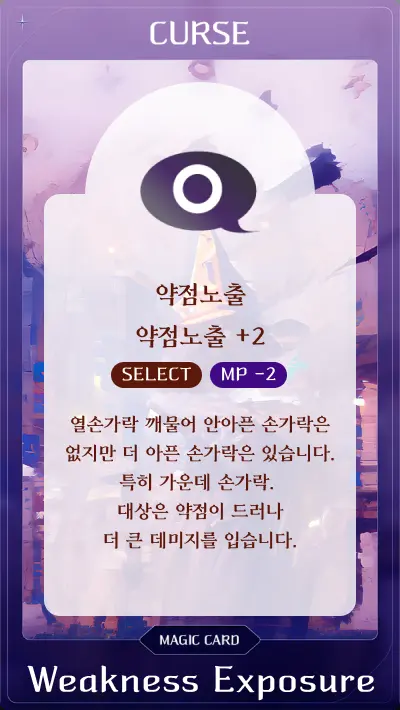 CURSE
약점노출
약점노출 +2
SELECT MP -2
열손가락 깨물어 안아픈 손가락은
없지만 더 아픈 손가락은 있습니다.
특히 가운데 손가락.
대상은 약점이 드러나
더 큰 데미지를 입습니다.
MAGIC CARD
Weakness Exposure